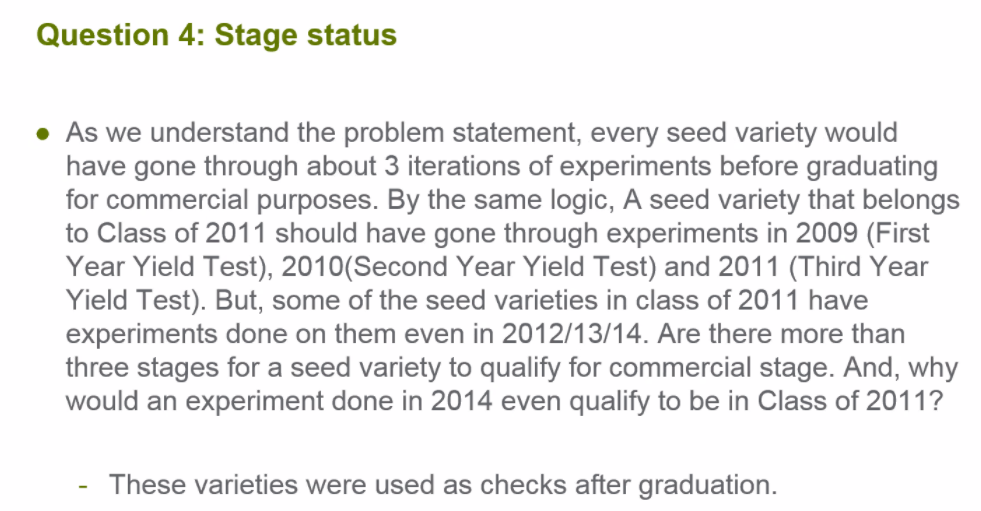 Question 4: Stage status
● As we understand the problem statement, every seed variety would
have gone through about 3 iterations of experiments before graduating
for commercial purposes. By the same logic, A seed variety that belongs
to Class of 2011 should have gone through experiments in 2009 (First
Year Yield Test), 2010(Second Year Yield Test) and 2011 (Third Year
Yield Test). But, some of the seed varieties in class of 2011 have
experiments done on them even in 2012/13/14. Are there more than
three stages for a seed variety to qualify for commercial stage. And, why
would an experiment done in 2014 even qualify to be in Class of 2011?
- These varieties were used as checks after graduation.